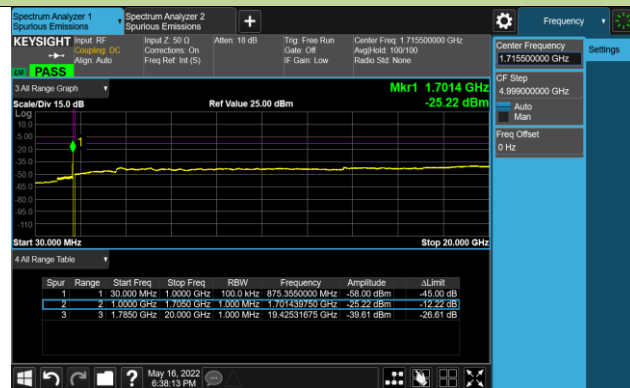 Spectrum Analyzer 1
Spurious Emissions
Spectrum Analyzer 2
Spurious Emissions
+
Frequency
KEYSIGHT
Input: RF
Coupling: DC
Align: Auto
Input Z: 50 Ω
Corrections: On
Freq Ref: Int (S)
Atten: 18 dB
Trig: Free Run
Gate: Off
IF Gain: Low
Center Freq: 1.715500000 GHz
Avg|Hold: 100/100
Radio Std: None
PASS
Center Frequency
1.715500000 GHz
Settings
CF Step
4.999000000 GHz
Auto
Man
Freq Offset
0 Hz
3 All Range Graph
Mkr1 1.7014 GHz
-25.22 dBm
Scale/Div 15.0 dB
Ref Value 25.00 dBm
Log
10.0
-5.00
-20.0
-35.0
-50.0
-65.0
-80.0
-95.0
-110
1
Start 30.000 MHz
Stop 20.000 GHz
4 All Range Table
Spur Range Start Freq Stop Freq RBW Frequency Amplitude ΔLimit
1 1 30.000 MHz 1.0000 GHz 100.0 kHz 875.3550000 MHz -58.00 dBm -45.00 dB
2 2 1.0000 GHz 1.7050 GHz 1.000 MHz 1.701439750 GHz -25.22 dBm -12.22 dB
3 3 1.7850 GHz 20.000 GHz 1.000 MHz 19.42531675 GHz -39.61 dBm -26.61 dB
?
May 16, 2022
6:38:13 PM